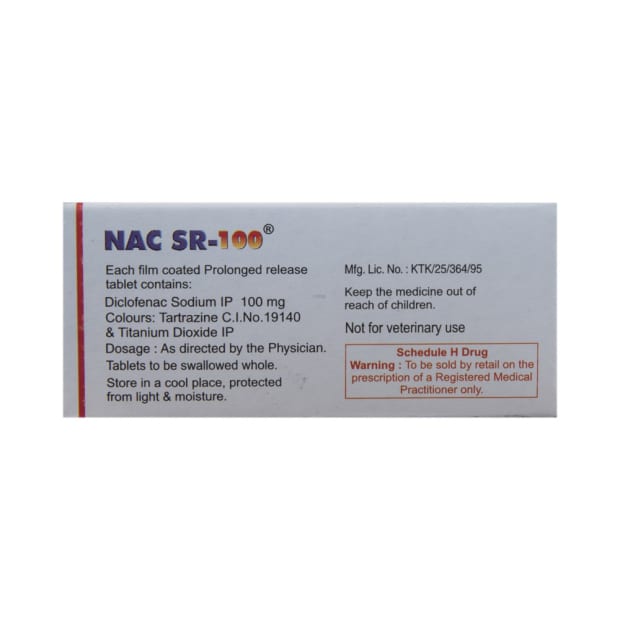 NAC SR-100®
Each film coated Prolonged release
tablet contains:
Diclofenac Sodium IP 100 mg
Colours: Tartrazine C.I.No.19140
& Titanium Dioxide IP
Dosage : As directed by the Physician.
Tablets to be swallowed whole.
Store in a cool place, protected
from light & moisture.
Mfg. Lic. No. : KTK/25/364/95
Keep the medicine out of
reach of children.
Not for veterinary use
Schedule H Drug
Warning : To be sold by retail on the
prescription of a Registered Medical
Practitioner only.